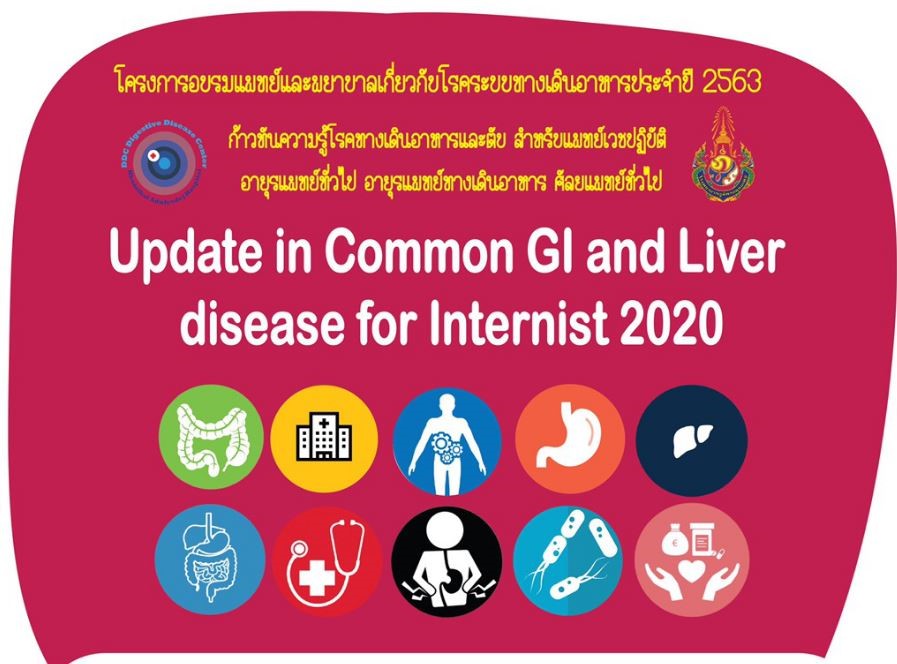 โครงการอบรมแพทย์และพยาบาลเกี่ยวกับโรคระบบทางเดินอาหารประจำปี 2563
ก้าวทันความรู้โรคทางเดินอาหารและตับ สำหรับแพทย์เวชปฏิบัติ
อายุรแพทย์ทั่วไป อายุรแพทย์ทางเดินอาหาร ศัลยแพทย์ทั่วไป
DDC Digestive Disease Center
Update in Common GI and Liver
disease for Internist 2020